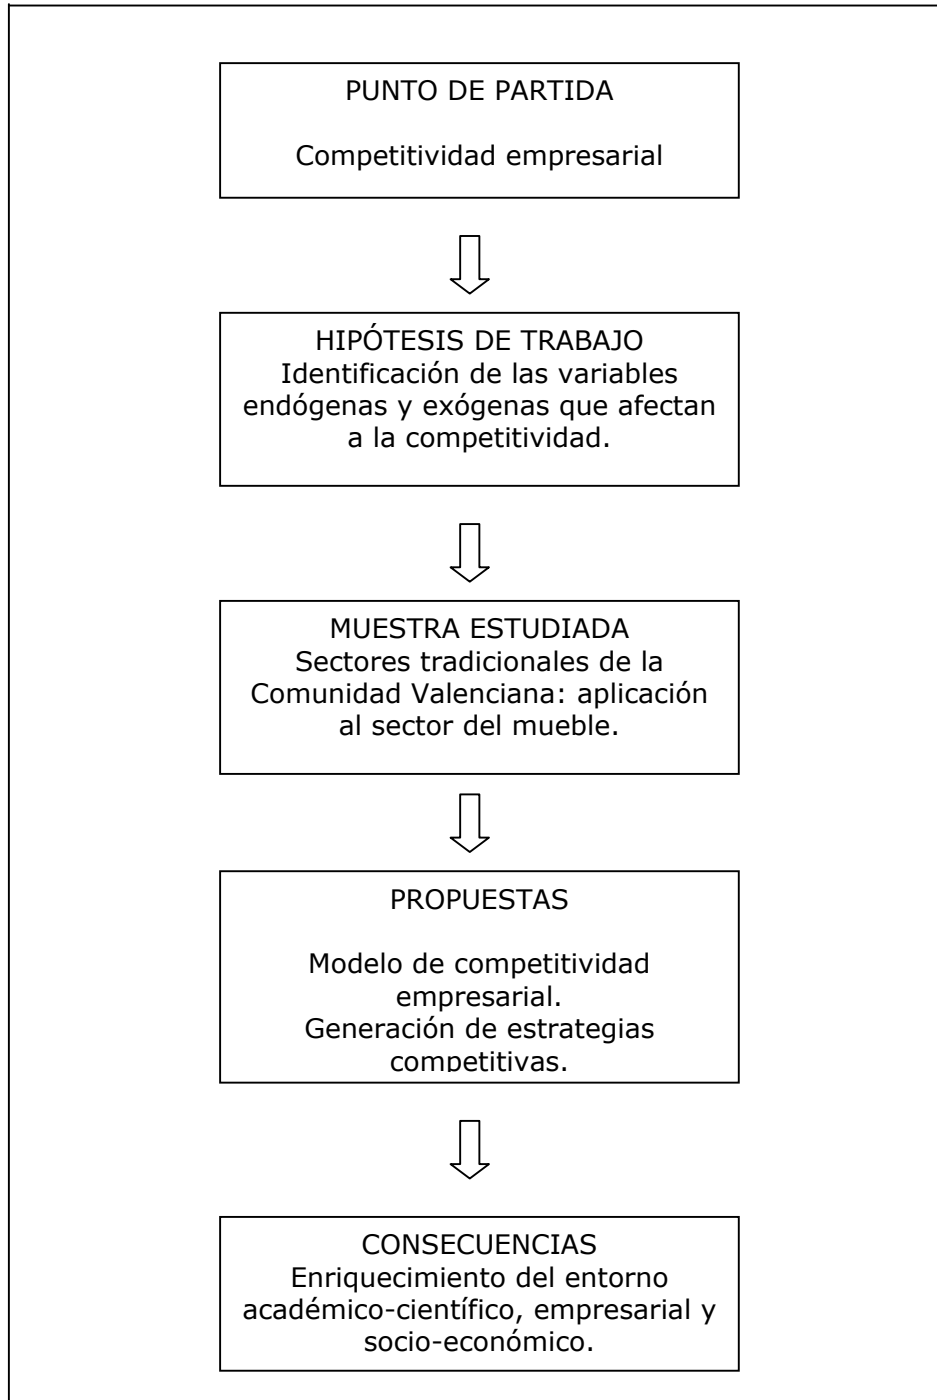 PUNTO DE PARTIDA
Competitividad empresarial
HIPÓTESIS DE TRABAJO
Identificación de las variables
endógenas y exógenas que afectan
a la competitividad.
MUESTRA ESTUDIADA
Sectores tradicionales de la
Comunidad Valenciana: aplicación
al sector del mueble.
PROPUESTAS
Modelo de competitividad
empresarial.
Generación de estrategias
competitivas.
CONSECUENCIAS
Enriquecimiento del entorno
académico-científico, empresarial y
socio-económico.